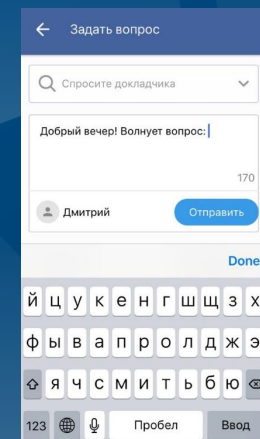 Задать вопрос
Спросите докладчика
Добрый вечер! Волнует вопрос:
170
Дмитрий
Отправить
Done
й ц у к е н г ш щ з х
ф ы в а п р о л д ж э
я ч с м и т ь б ю
123 Пробел Ввод